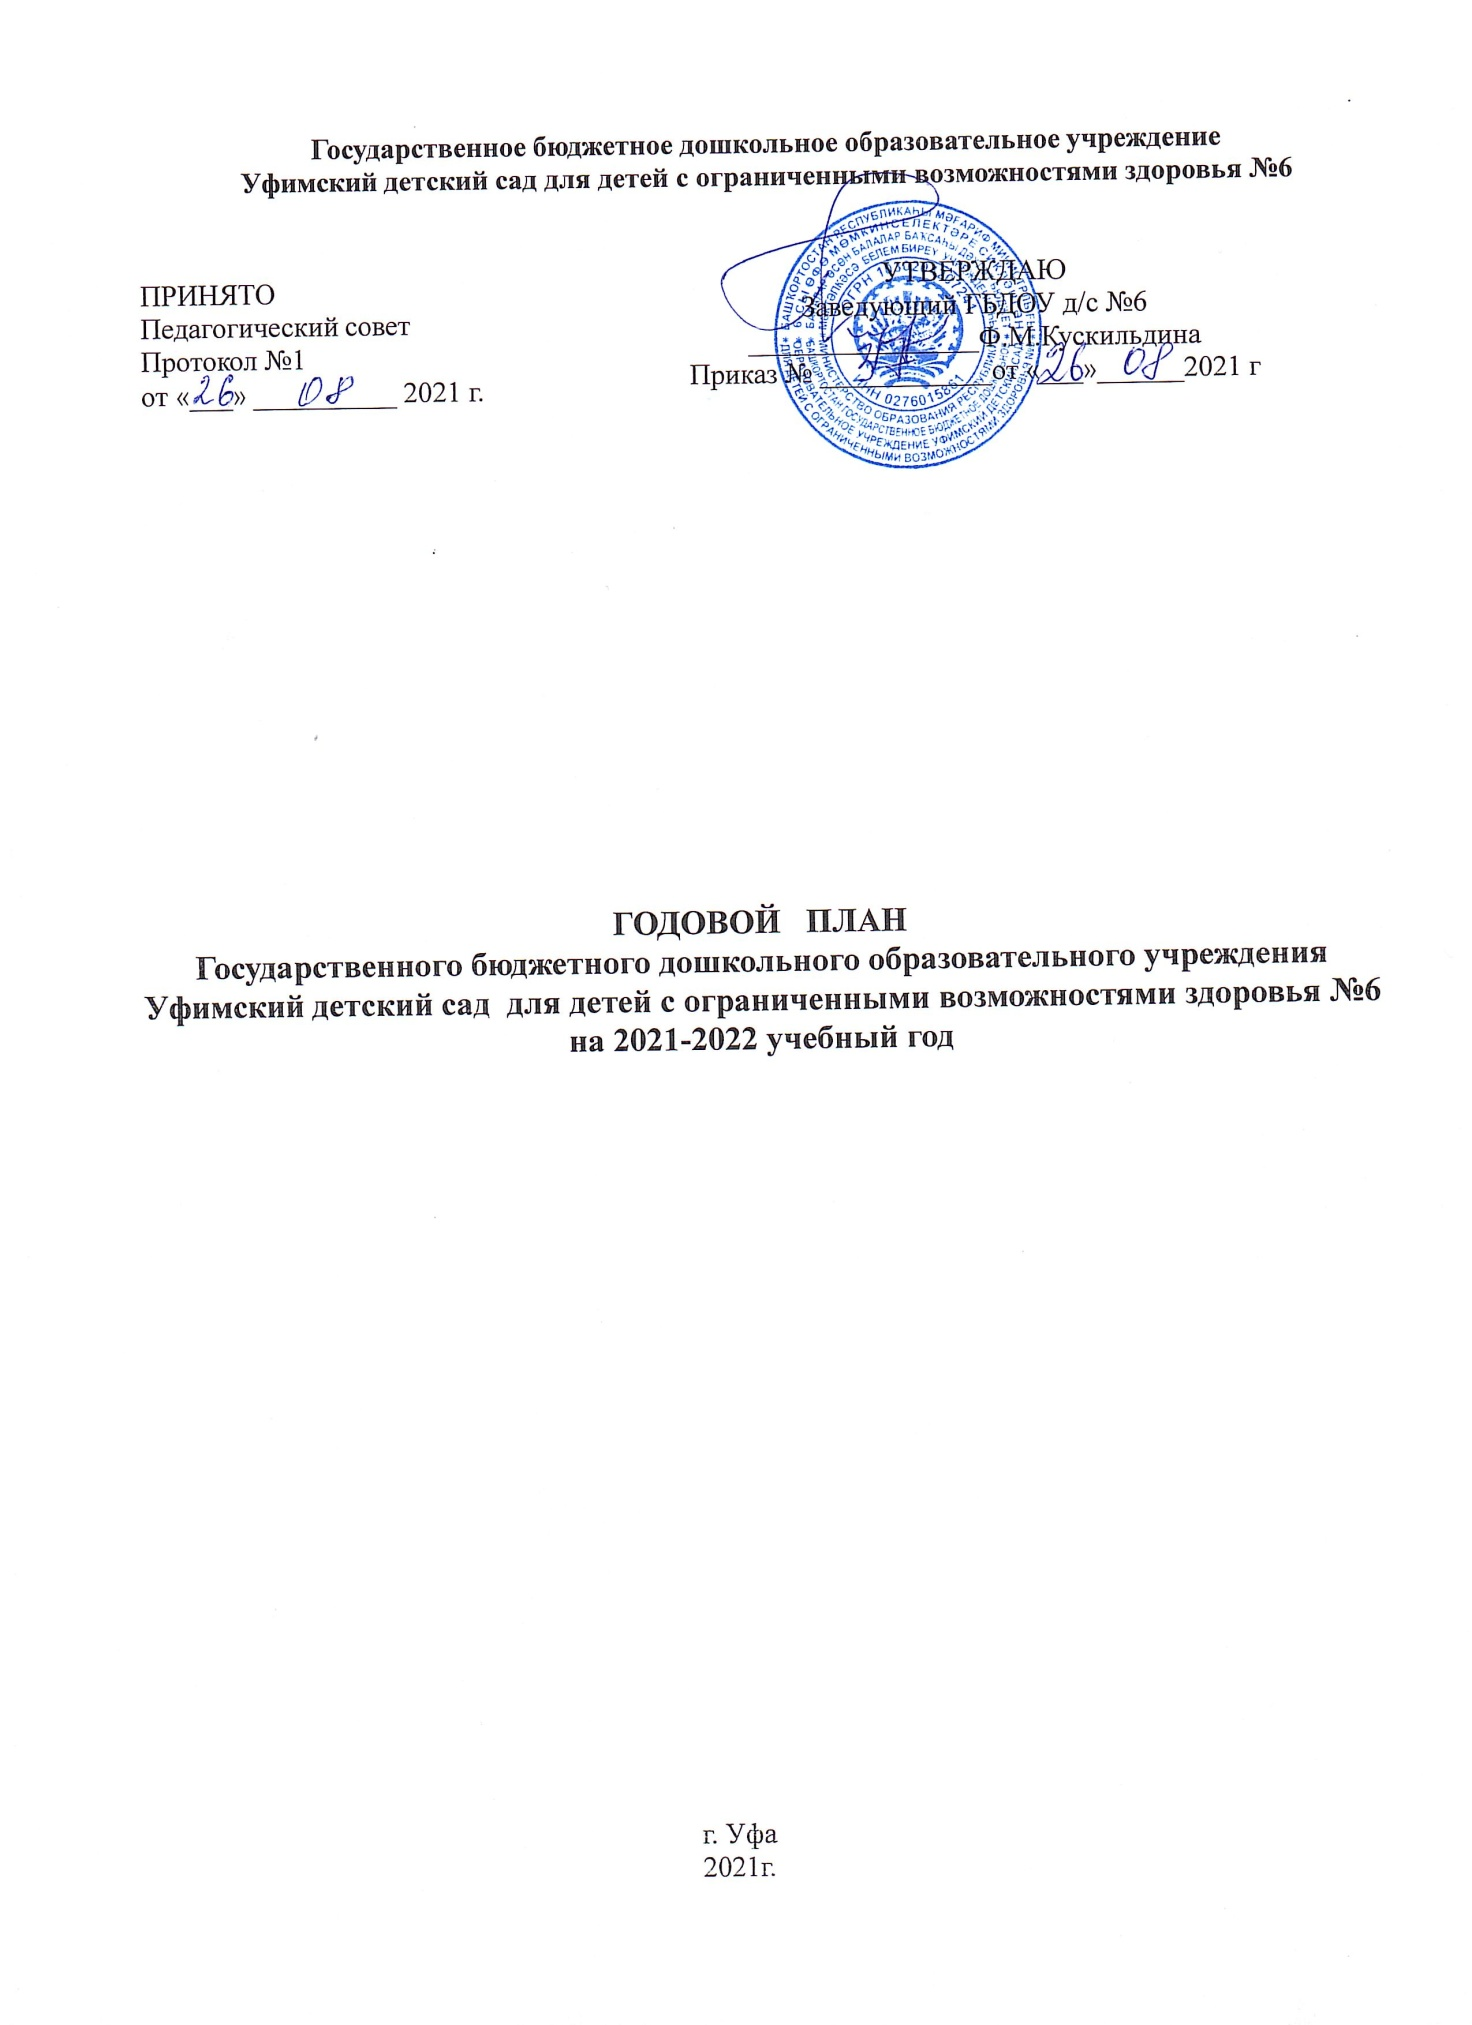 Государственное бюджетное дошкольное образовательное учреждение
Уфимский детский сад для детей с ограниченными возможностями здоровья №6
ПРИНЯТО
Педагогический совет
Протокол №1
от «26» 08 2021 г.
УТВЕРЖДАЮ
Заведующий ГБДОУ д/с №6
Ф.М.Кускильдина
Приказ № от «26» 08 2021 г
ИНН 0276015861
ГОДОВОЙ ПЛАН
Государственного бюджетного дошкольного образовательного учреждения
Уфимский детский сад для детей с ограниченными возможностями здоровья №6
на 2021-2022 учебный год
г. Уфа
2021г.